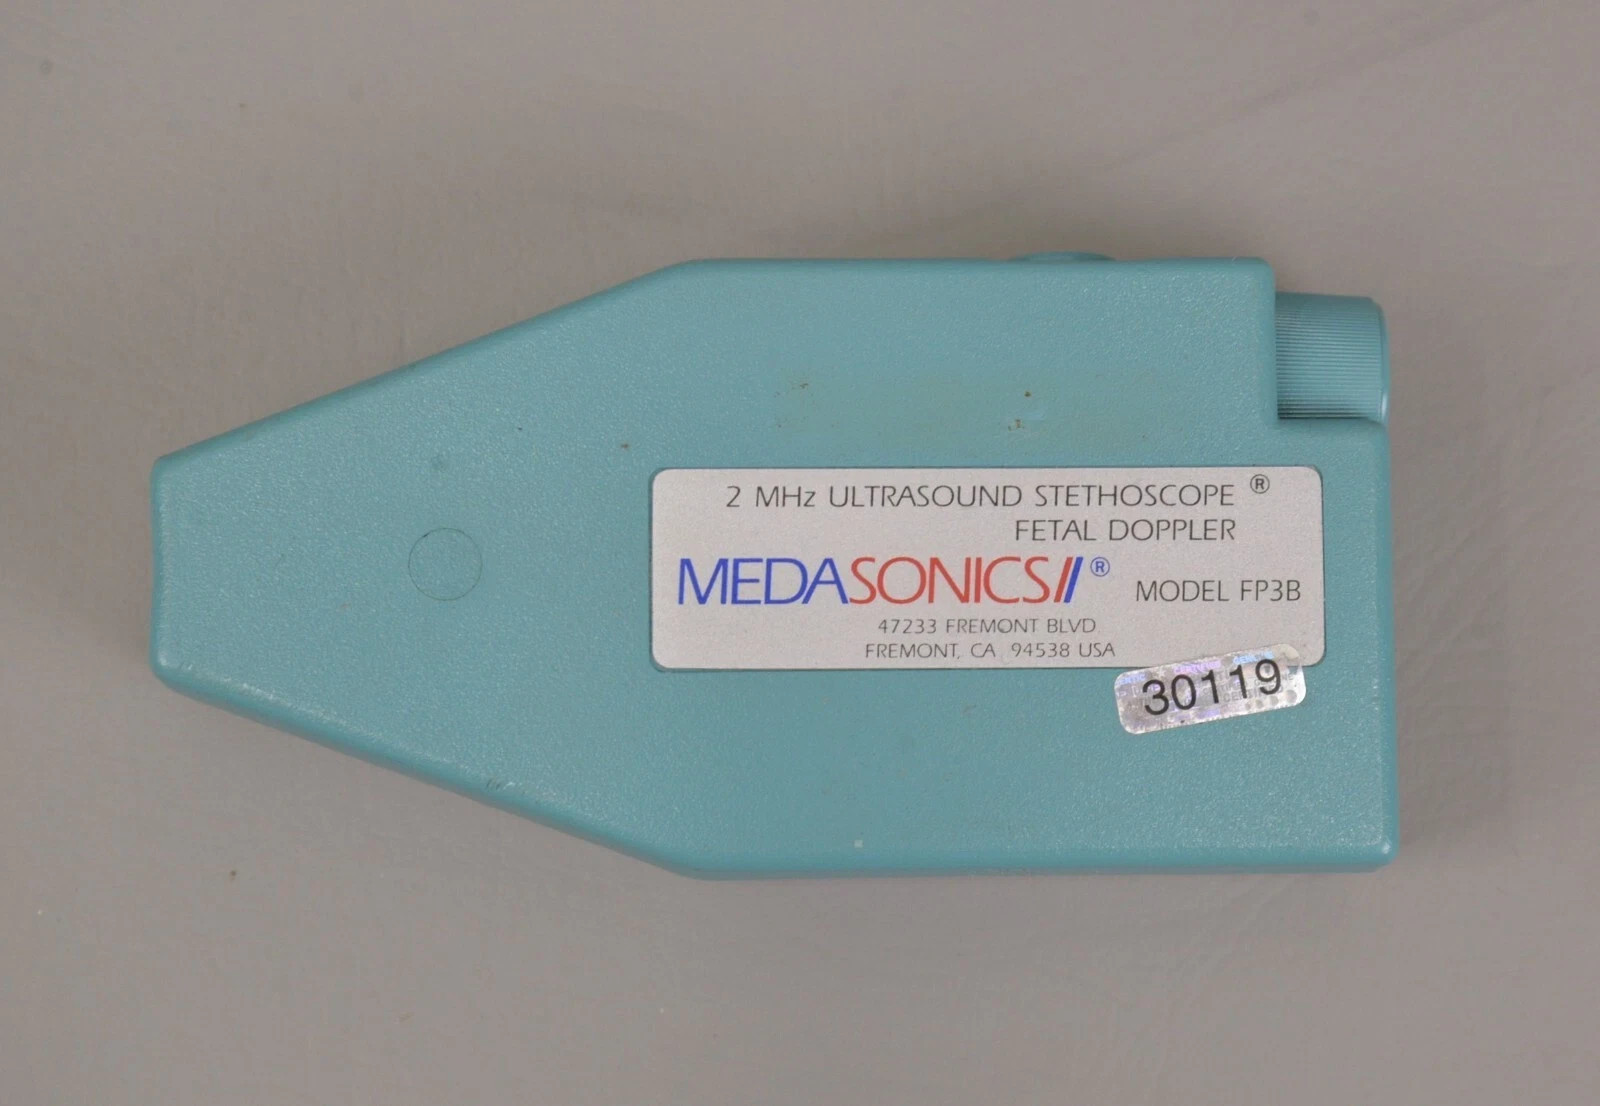 2 MHz ULTRASOUND STETHOSCOPE ®
FETAL DOPPLER
MEDASONICS ®
MODEL FP3B
47233 FREMONT BLVD
FREMONT, CA 94538 USA
30119